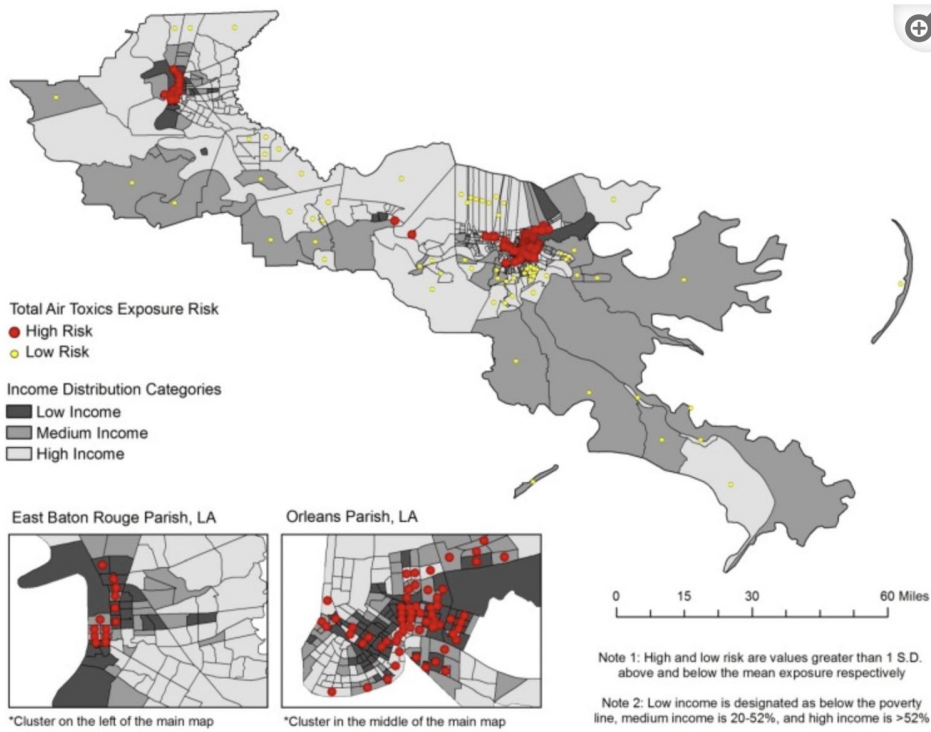 Total Air Toxics Exposure Risk
High Risk
Low Risk
Income Distribution Categories
Low Income
Medium Income
High Income
East Baton Rouge Parish, LA
Orleans Parish, LA
*Cluster on the left of the main map
*Cluster in the middle of the main map
0 15 30 60 Miles
Note 1: High and low risk are values greater than 1 S.D.
above and below the mean exposure respectively
Note 2: Low income is designated as below the poverty
line, medium income is 20-52%, and high income is >52%